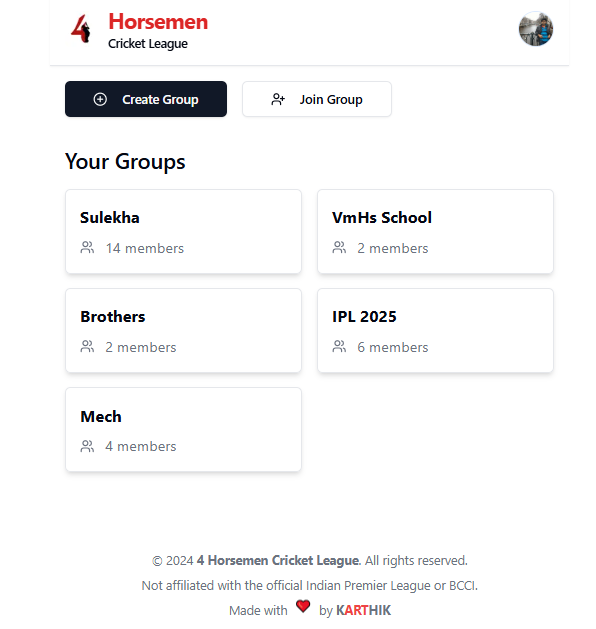 4 Horsemen
Cricket League
Create Group
Join Group
Your Groups
Sulekha
14 members
VmHs School
2 members
Brothers
2 members
IPL 2025
6 members
Mech
4 members
© 2024 4 Horsemen Cricket League. All rights reserved.
Not affiliated with the official Indian Premier League or BCCI.
Made with ❤️ by KARTHIK